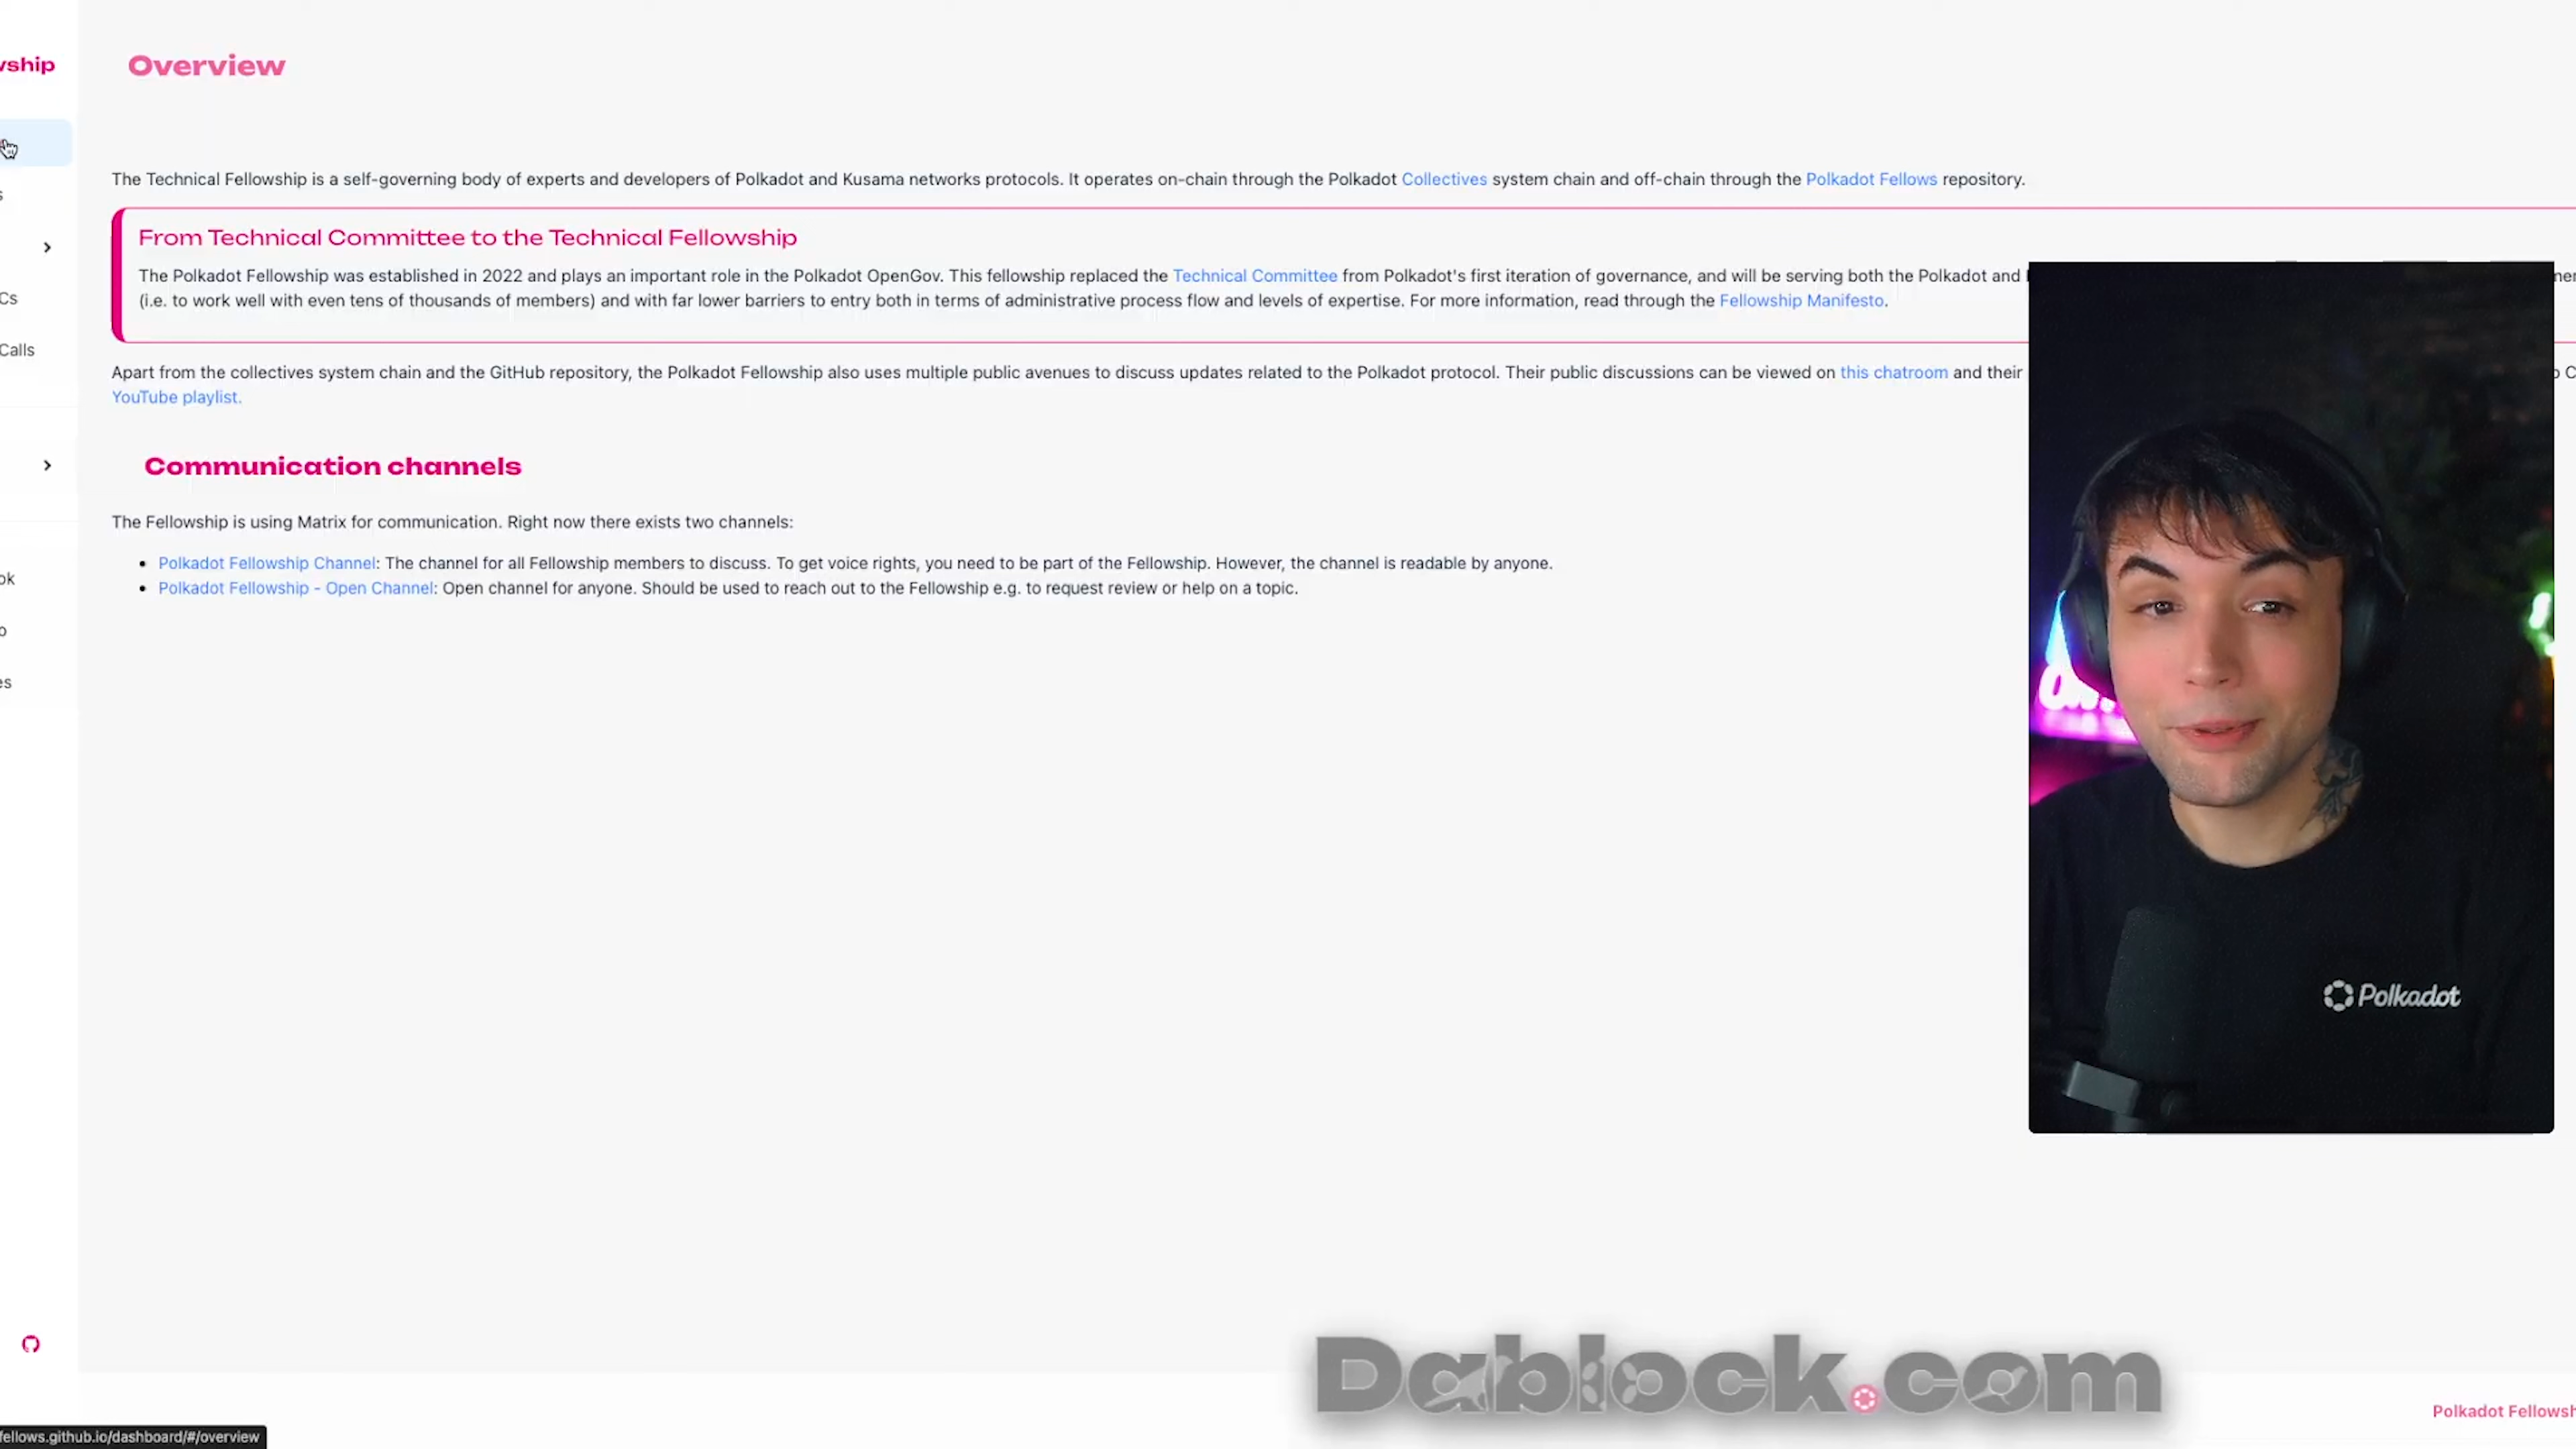 wship
Overview
The Technical Fellowship is a self-governing body of experts and developers of Polkadot and Kusama networks protocols. It operates on-chain through the Polkadot Collectives system chain and off-chain through the Polkadot Fellows repository.
From Technical Committee to the Technical Fellowship
The Polkadot Fellowship was established in 2022 and plays an important role in the Polkadot OpenGov. This fellowship replaced the Technical Committee from Polkadot's first iteration of governance, and will be serving both the Polkadot and
(i.e. to work well with even tens of thousands of members) and with far lower barriers to entry both in terms of administrative process flow and levels of expertise. For more information, read through the Fellowship Manifesto.
Cs
Calls
Apart from the collectives system chain and the GitHub repository, the Polkadot Fellowship also uses multiple public avenues to discuss updates related to the Polkadot protocol. Their public discussions can be viewed on this chatroom and their
YouTube playlist.
Communication channels
The Fellowship is using Matrix for communication. Right now there exists two channels:
• Polkadot Fellowship Channel: The channel for all Fellowship members to discuss. To get voice rights, you need to be part of the Fellowship. However, the channel is readable by anyone.
• Polkadot Fellowship - Open Channel: Open channel for anyone. Should be used to reach out to the Fellowship e.g. to request review or help on a topic.
ok
o
es
Polkadot
Dablock.com
Polkadot Fellowsh
fellows.github.io/dashboard/#/overview